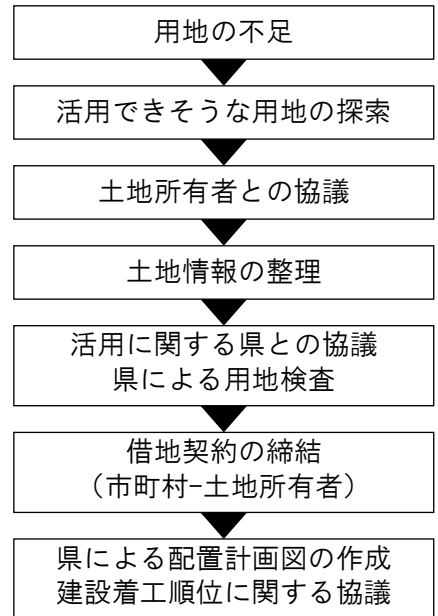 用地の不足
活用できそうな用地の探索
土地所有者との協議
土地情報の整理
活用に関する県との協議
県による用地検査
借地契約の締結
（市町村-土地所有者）
県による配置計画図の作成
建設着工順位に関する協議